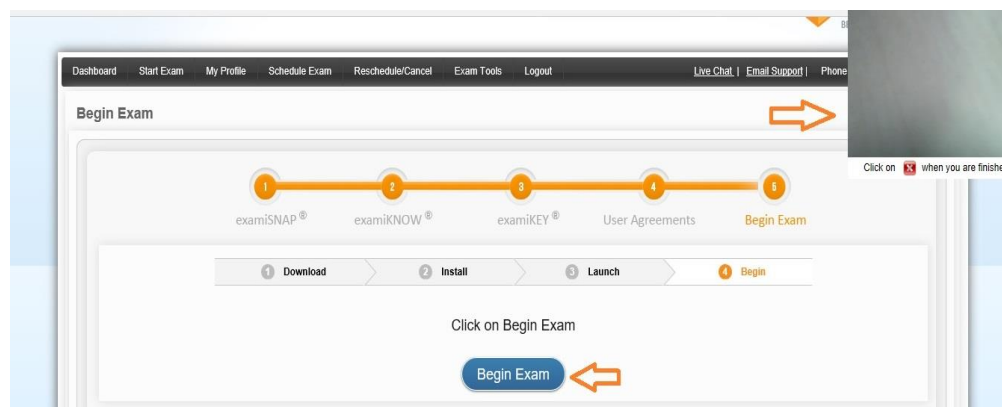 Dashboard Start Exam My Profile Schedule Exam Reschedule/Cancel Exam Tools Logout Live Chat | Email Support | Phone
Begin Exam
Click on X when you are finishe
1 2 3 4 5
examiSNAP ® examiKNOW ® examiKEY ® User Agreements Begin Exam
1 Download 2 Install 3 Launch 4 Begin
Click on Begin Exam
Begin Exam